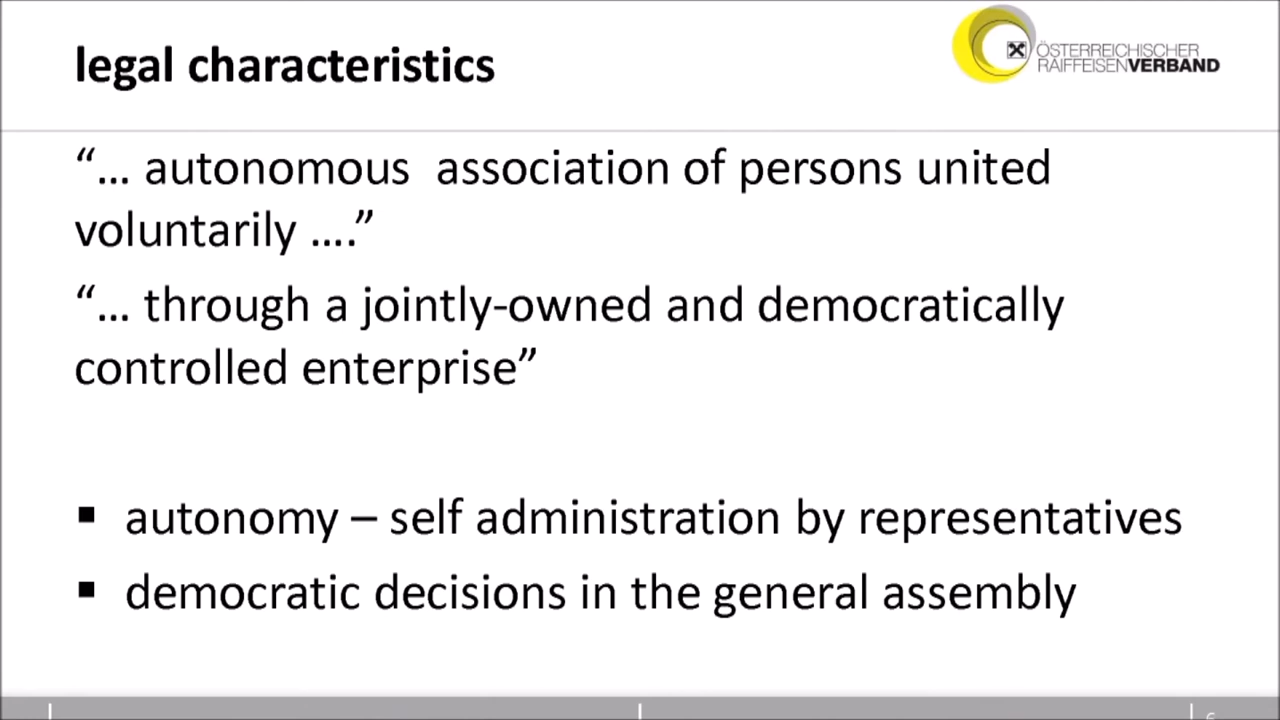 legal characteristics
ÖSTERREICHISCHER
RAIFFEISENVERBAND
“... autonomous association of persons united
voluntarily ....”
“... through a jointly-owned and democratically
controlled enterprise”
▪ autonomy – self administration by representatives
▪ democratic decisions in the general assembly